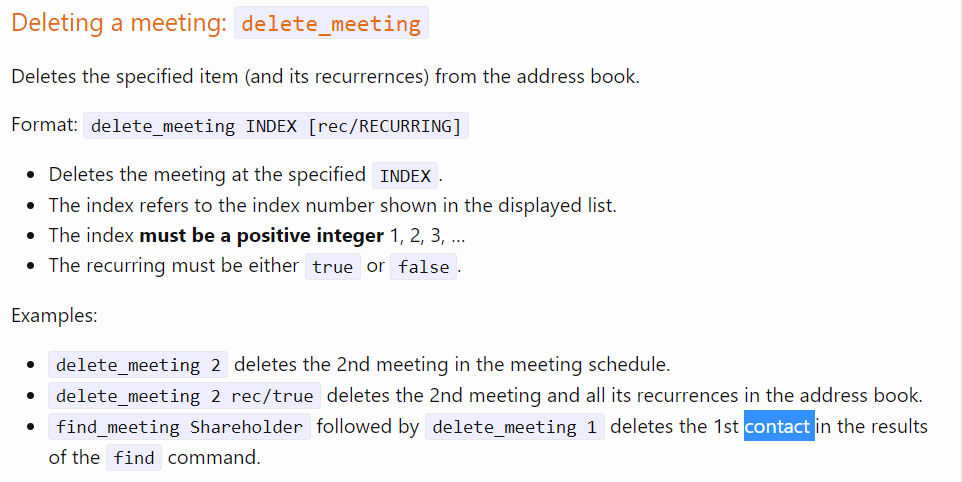 Deleting a meeting: delete_meeting
Deletes the specified item (and its recurrernces) from the address book.
Format: delete_meeting INDEX [rec/RECURRING]
• Deletes the meeting at the specified INDEX.
• The index refers to the index number shown in the displayed list.
• The index must be a positive integer 1, 2, 3, …
• The recurring must be either true or false.
Examples:
• delete_meeting 2 deletes the 2nd meeting in the meeting schedule.
• delete_meeting 2 rec/true deletes the 2nd meeting and all its recurrences in the address book.
• find_meeting Shareholder followed by delete_meeting 1 deletes the 1st contact in the results
of the find command.